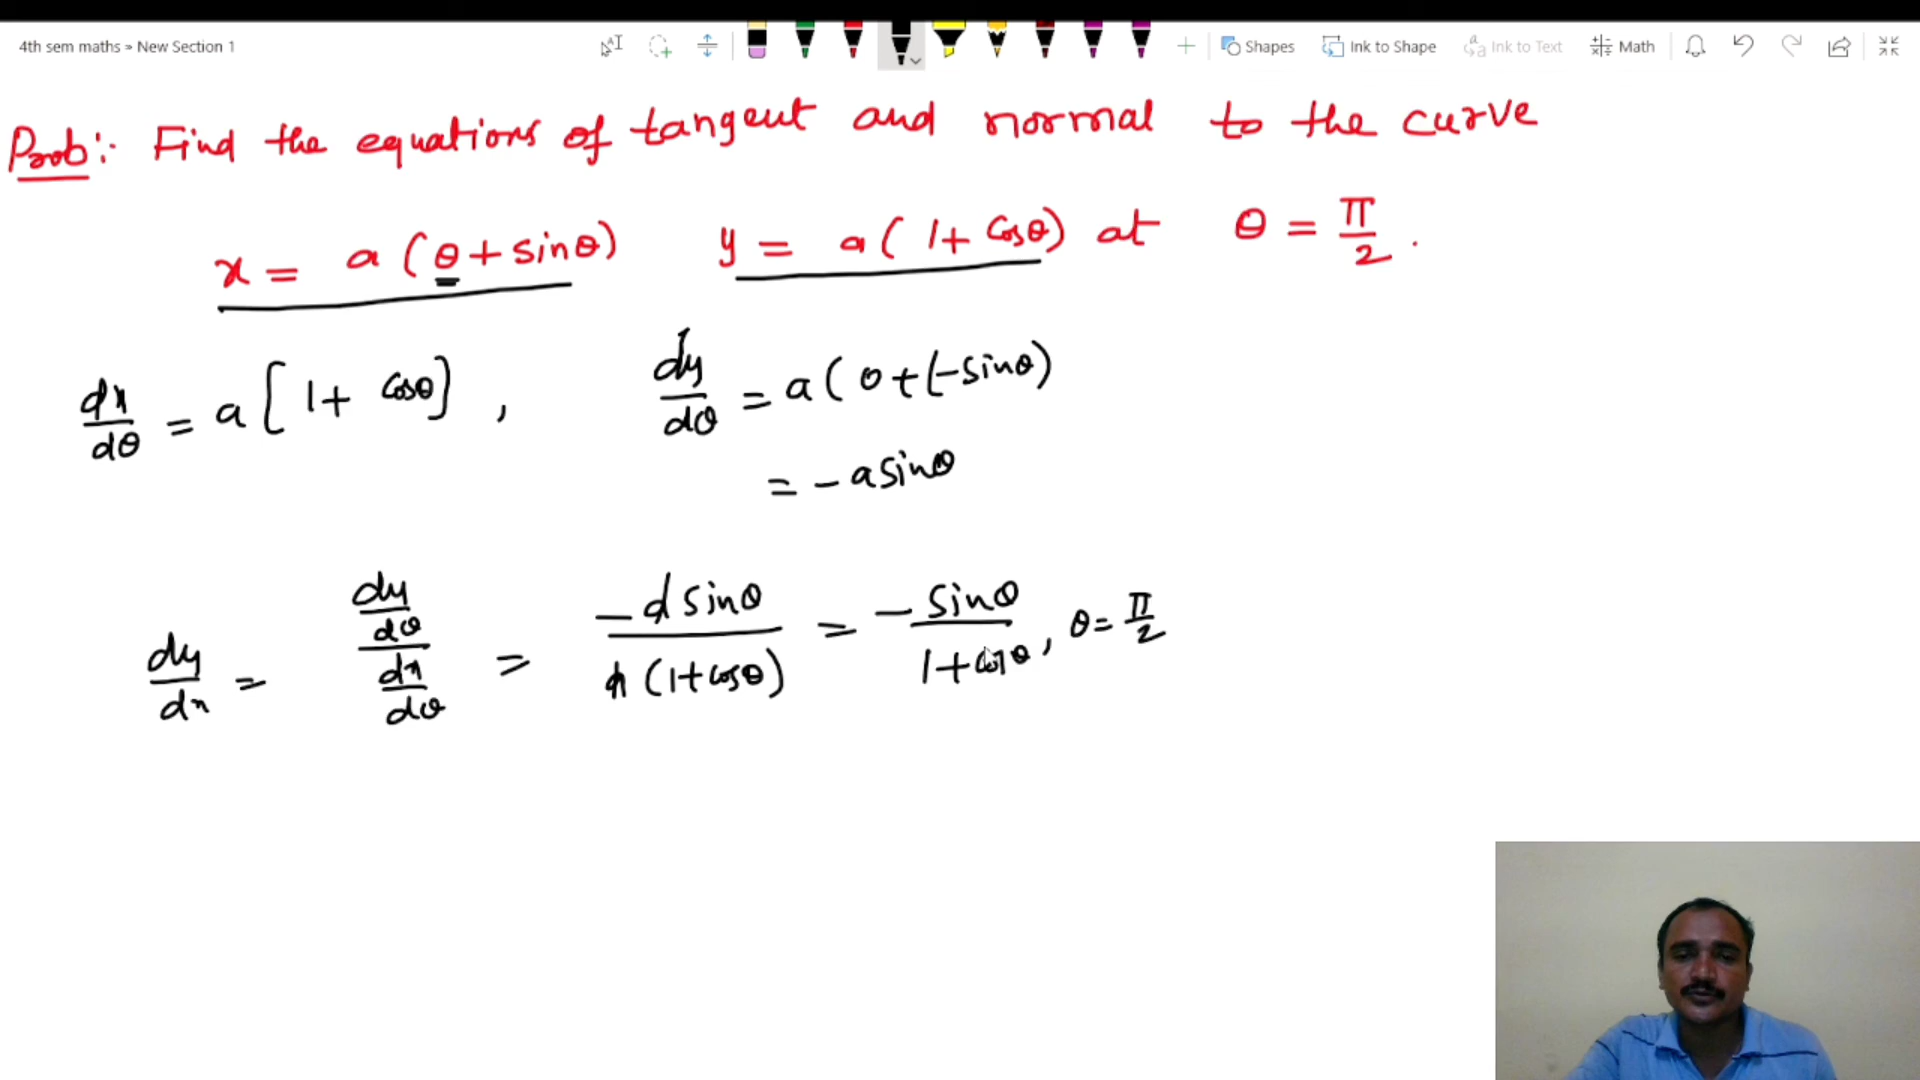 4th sem maths » New Section 1
Shapes Ink to Shape Ink to Text Math
Prob:- Find the equations of tangent and normal to the curve
x = a (θ + sinθ) y = a ( 1 + Cosθ) at θ = π/2 .
dx/dθ = a [ 1 + Cosθ ] , dy/dθ = a ( 0 + (-sinθ)
= - a sinθ
dy/dx = (dy/dθ)/(dx/dθ) = -a sinθ / a (1+cosθ) = - sinθ / 1+cosθ , θ = π/2